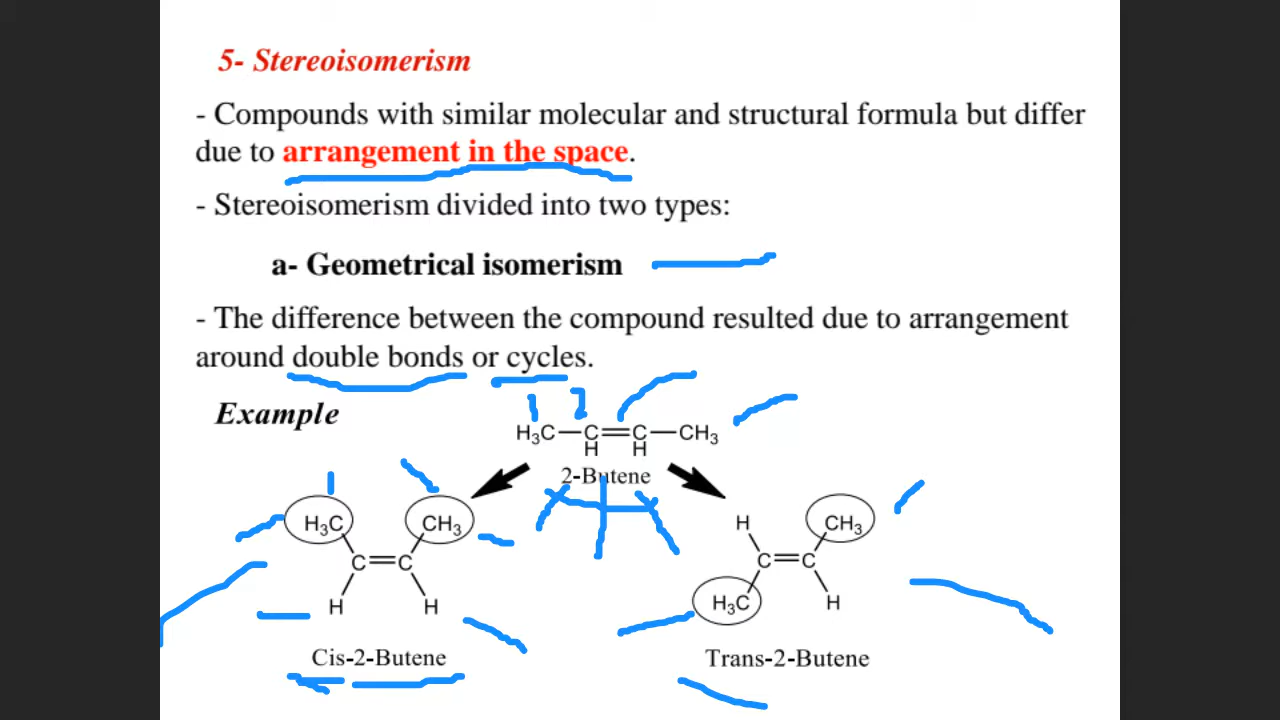 5- Stereoisomerism
- Compounds with similar molecular and structural formula but differ
due to arrangement in the space.
- Stereoisomerism divided into two types:
a- Geometrical isomerism
- The difference between the compound resulted due to arrangement
around double bonds or cycles.
Example
H₃C—C=C—CH₃
H H
2-Butene
H₃C CH₃
C=C
H H
Cis-2-Butene
H CH₃
C=C
H₃C H
Trans-2-Butene